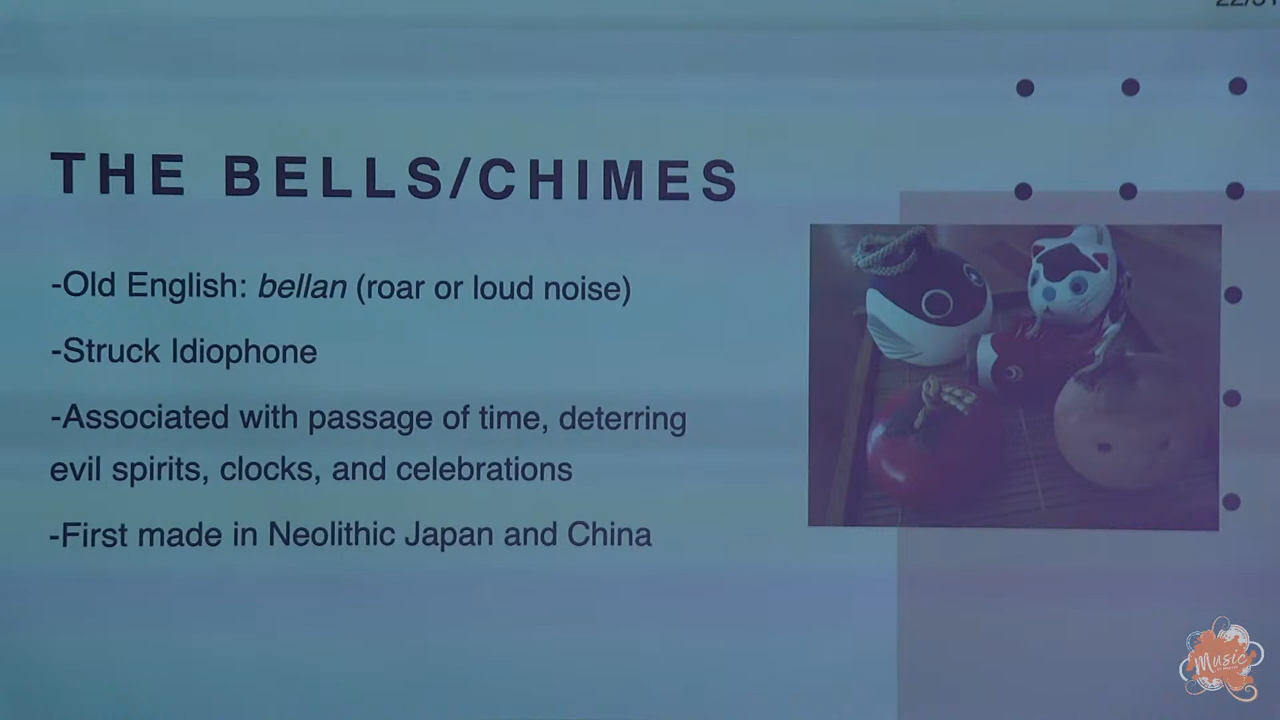 THE BELLS/CHIMES
-Old English: bellan (roar or loud noise)
-Struck Idiophone
-Associated with passage of time, deterring
evil spirits, clocks, and celebrations
-First made in Neolithic Japan and China
Music